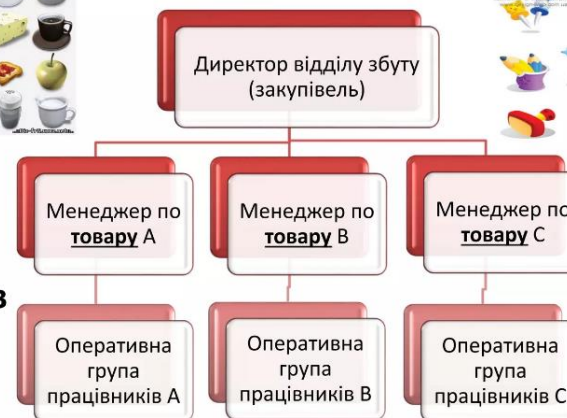 Директор відділу збуту
(закупівель)
Менеджер по
товару А
Менеджер по
товару В
Менеджер по
товару С
в
Оперативна
група
працівників А
Оперативна
група
працівників В
Оперативна
група
працівників С